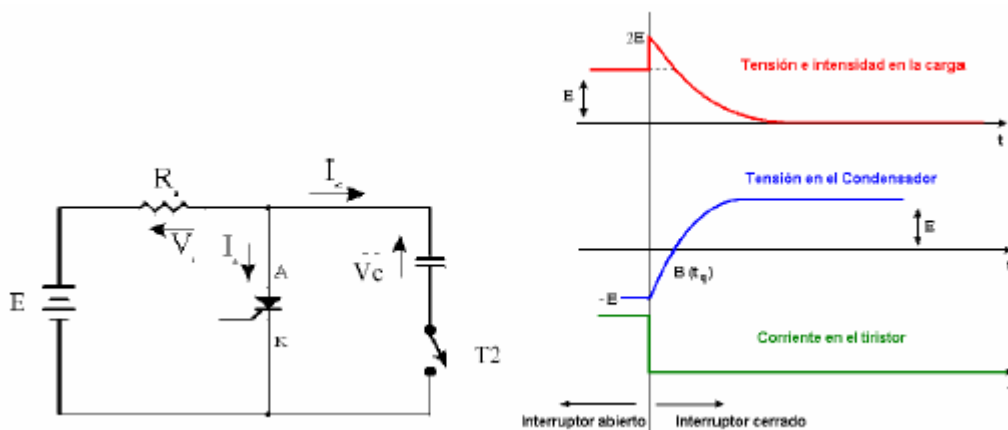 R
I
c
V
I
A
K
E
Vc
T2
2E
Tensión e intensidad en la carga
E
t
Tensión en el Condensador
E
B (tq)
-E
Corriente en el tiristor
Interruptor abierto
Interruptor cerrado